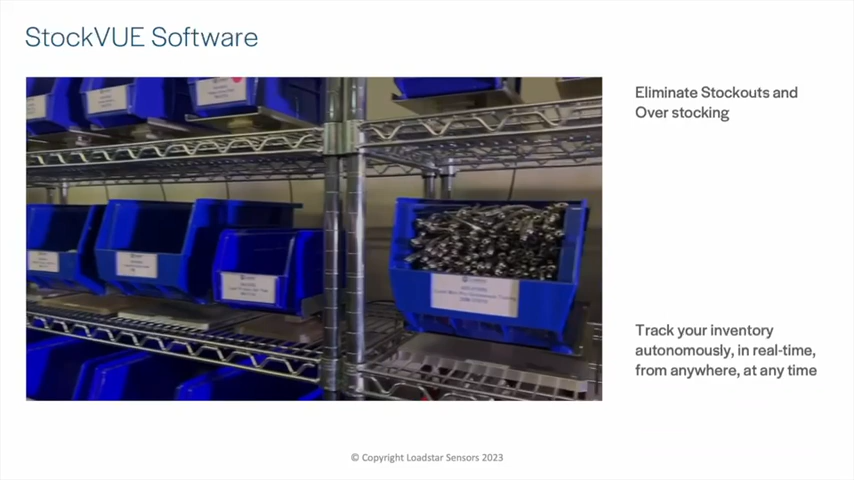 StockVUE Software
Eliminate Stockouts and
Over stocking
Track your inventory
autonomously, in real-time,
from anywhere, at any time
© Copyright Loadstar Sensors 2023